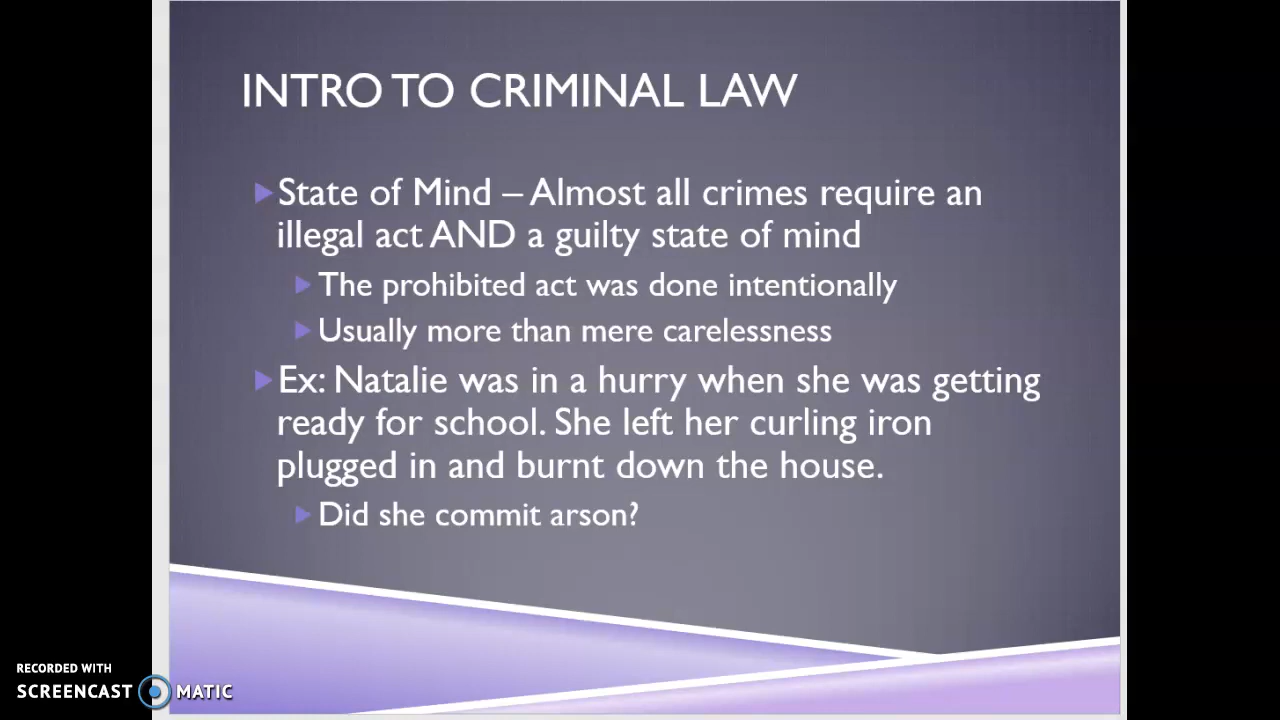 INTRO TO CRIMINAL LAW
State of Mind – Almost all crimes require an
illegal act AND a guilty state of mind
The prohibited act was done intentionally
Usually more than mere carelessness
Ex: Natalie was in a hurry when she was getting
ready for school. She left her curling iron
plugged in and burnt down the house.
Did she commit arson?
RECORDED WITH
SCREENCAST MATIC